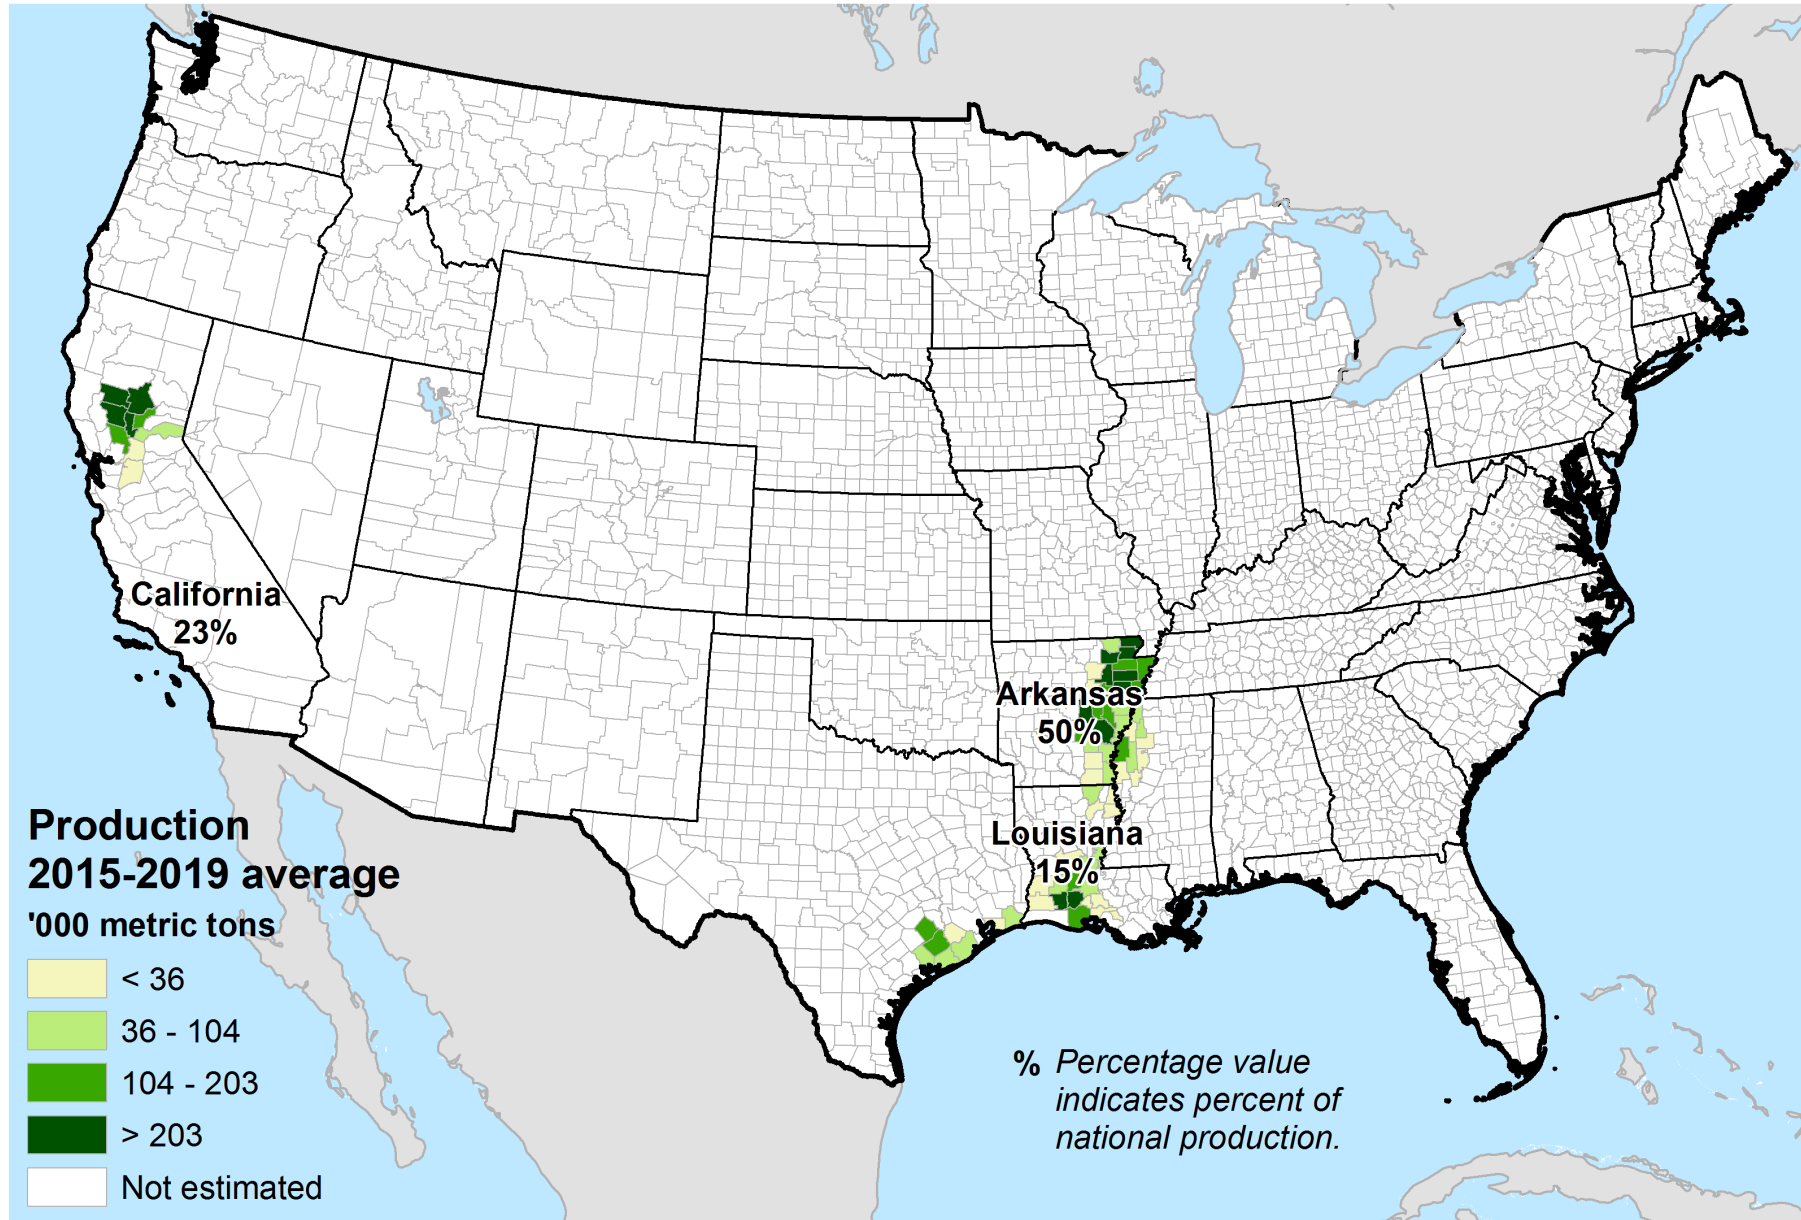 California
23%
Arkansas
50%
Louisiana
15%
Production
2015-2019 average
'000 metric tons
< 36
36 - 104
104 - 203
> 203
Not estimated
% Percentage value
indicates percent of
national production.